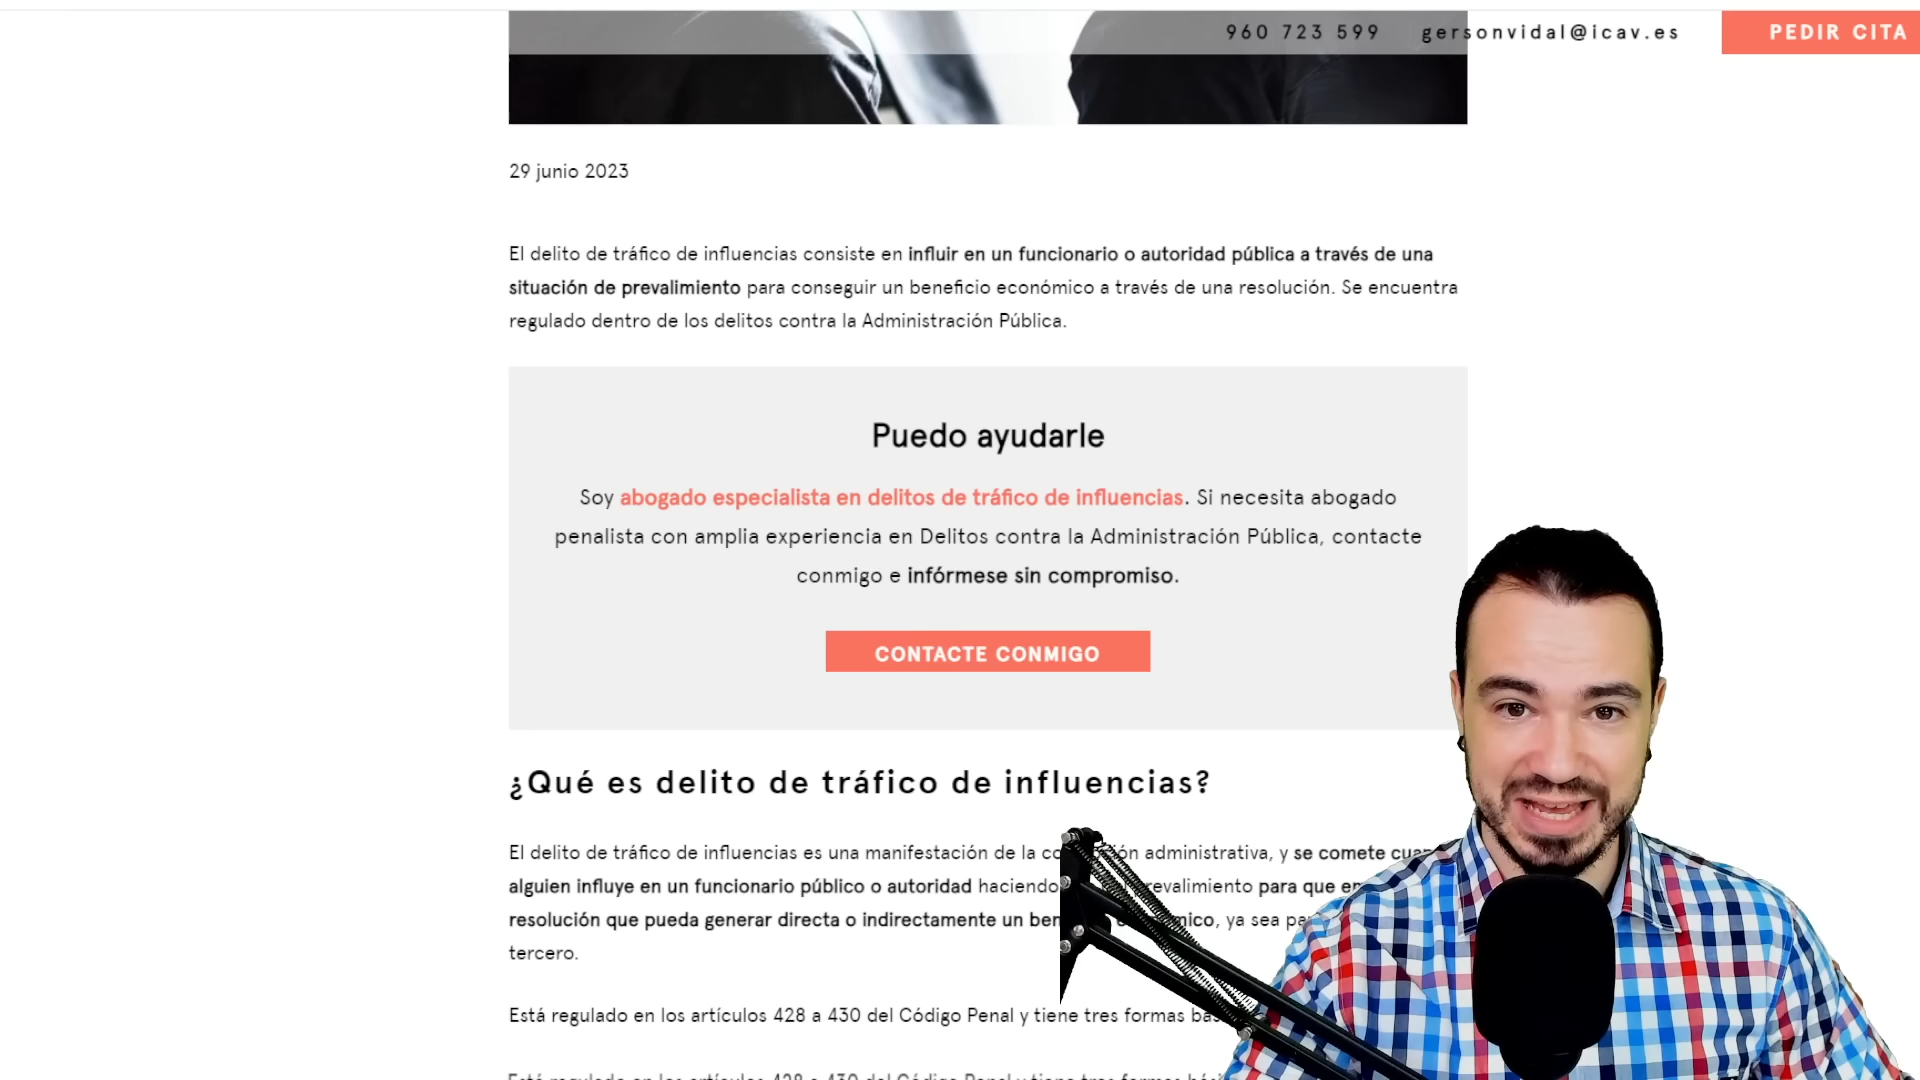 960 723 599 gersonvidal@icav.es PEDIR CITA
29 junio 2023
El delito de tráfico de influencias consiste en influir en un funcionario o autoridad pública a través de una
situación de prevalimiento para conseguir un beneficio económico a través de una resolución. Se encuentra
regulado dentro de los delitos contra la Administración Pública.
Puedo ayudarle
Soy abogado especialista en delitos de tráfico de influencias. Si necesita abogado
penalista con amplia experiencia en Delitos contra la Administración Pública, contacte
conmigo e infórmese sin compromiso.
CONTACTE CONMIGO
¿Qué es delito de tráfico de influencias?
El delito de tráfico de influencias es una manifestación de la administrativa, y se comete
alguien influye en un funcionario público o autoridad haciendo para que
resolución que pueda generar directa o indirectamente un , ya sea
tercero.
Está regulado en los artículos 428 a 430 del Código Penal y tiene tres formas